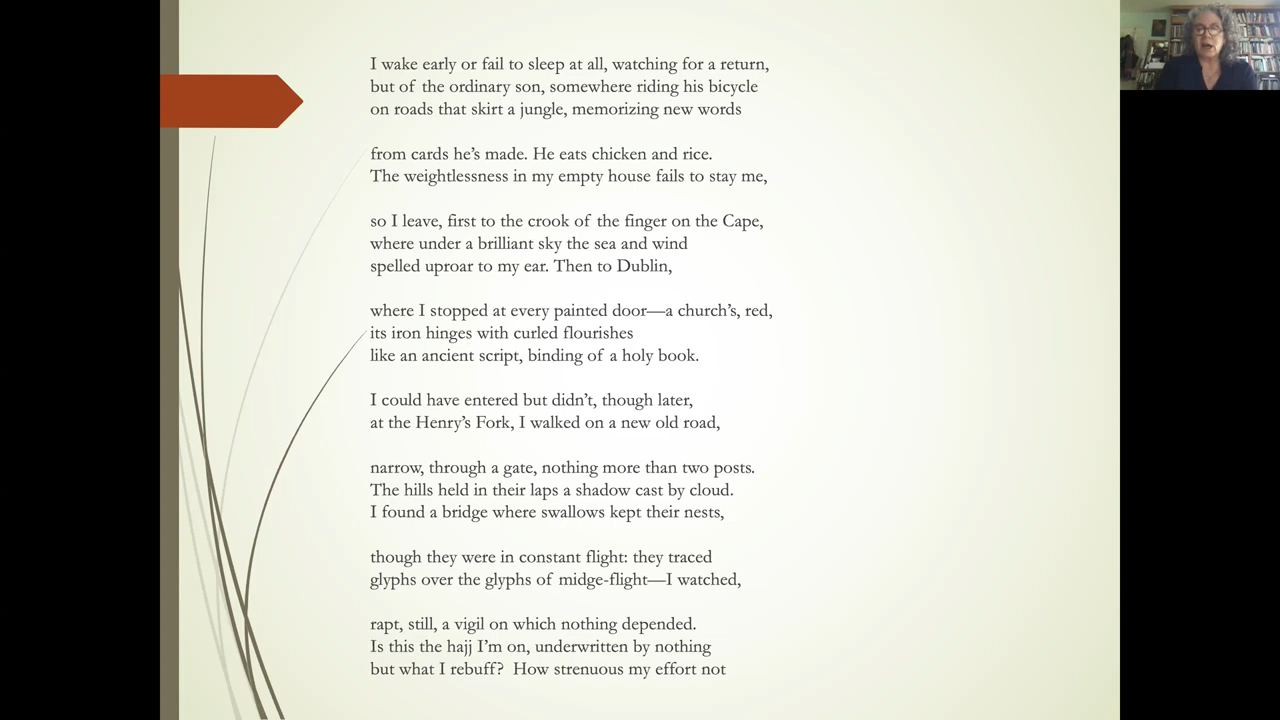 I wake early or fail to sleep at all, watching for a return,
but of the ordinary son, somewhere riding his bicycle
on roads that skirt a jungle, memorizing new words
from cards he’s made. He eats chicken and rice.
The weightlessness in my empty house fails to stay me,
so I leave, first to the crook of the finger on the Cape,
where under a brilliant sky the sea and wind
spelled uproar to my ear. Then to Dublin,
where I stopped at every painted door—a church’s, red,
its iron hinges with curled flourishes
like an ancient script, binding of a holy book.
I could have entered but didn’t, though later,
at the Henry’s Fork, I walked on a new old road,
narrow, through a gate, nothing more than two posts.
The hills held in their laps a shadow cast by cloud.
I found a bridge where swallows kept their nests,
though they were in constant flight: they traced
glyphs over the glyphs of midge-flight—I watched,
rapt, still, a vigil on which nothing depended.
Is this the hajj I’m on, underwritten by nothing
but what I rebuff?  How strenuous my effort not